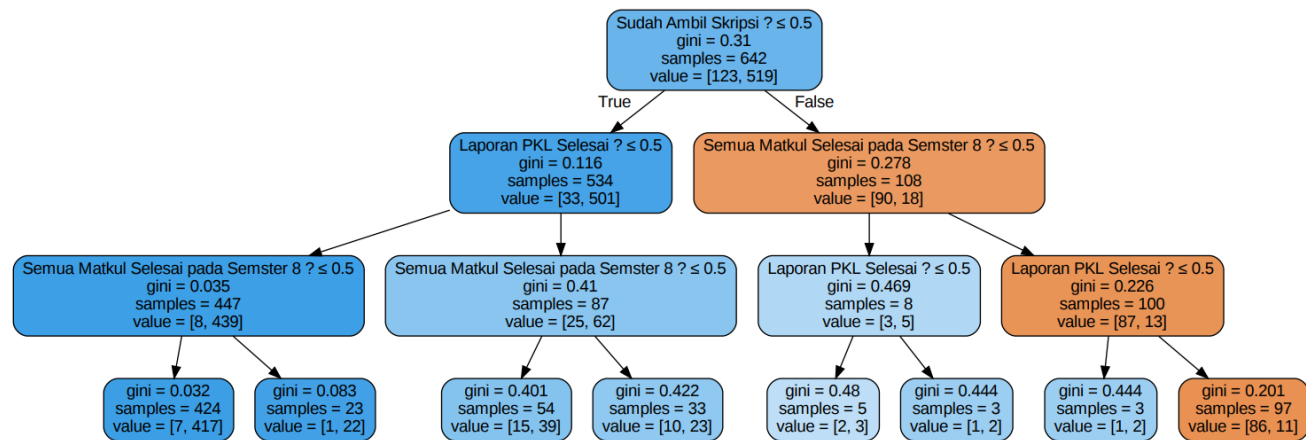 Sudah Ambil Skripsi ? ≤ 0.5
gini = 0.31
samples = 642
value = [123, 519]
True
False
Laporan PKL Selesai ? ≤ 0.5
gini = 0.116
samples = 534
value = [33, 501]
Semua Matkul Selesai pada Semster 8 ? ≤ 0.5
gini = 0.278
samples = 108
value = [90, 18]
Semua Matkul Selesai pada Semster 8 ? ≤ 0.5
gini = 0.035
samples = 447
value = [8, 439]
Semua Matkul Selesai pada Semster 8 ? ≤ 0.5
gini = 0.41
samples = 87
value = [25, 62]
Laporan PKL Selesai ? ≤ 0.5
gini = 0.469
samples = 8
value = [3, 5]
Laporan PKL Selesai ? ≤ 0.5
gini = 0.226
samples = 100
value = [87, 13]
gini = 0.032
samples = 424
value = [7, 417]
gini = 0.083
samples = 23
value = [1, 22]
gini = 0.401
samples = 54
value = [15, 39]
gini = 0.422
samples = 33
value = [10, 23]
gini = 0.48
samples = 5
value = [2, 3]
gini = 0.444
samples = 3
value = [1, 2]
gini = 0.444
samples = 3
value = [1, 2]
gini = 0.201
samples = 97
value = [86, 11]